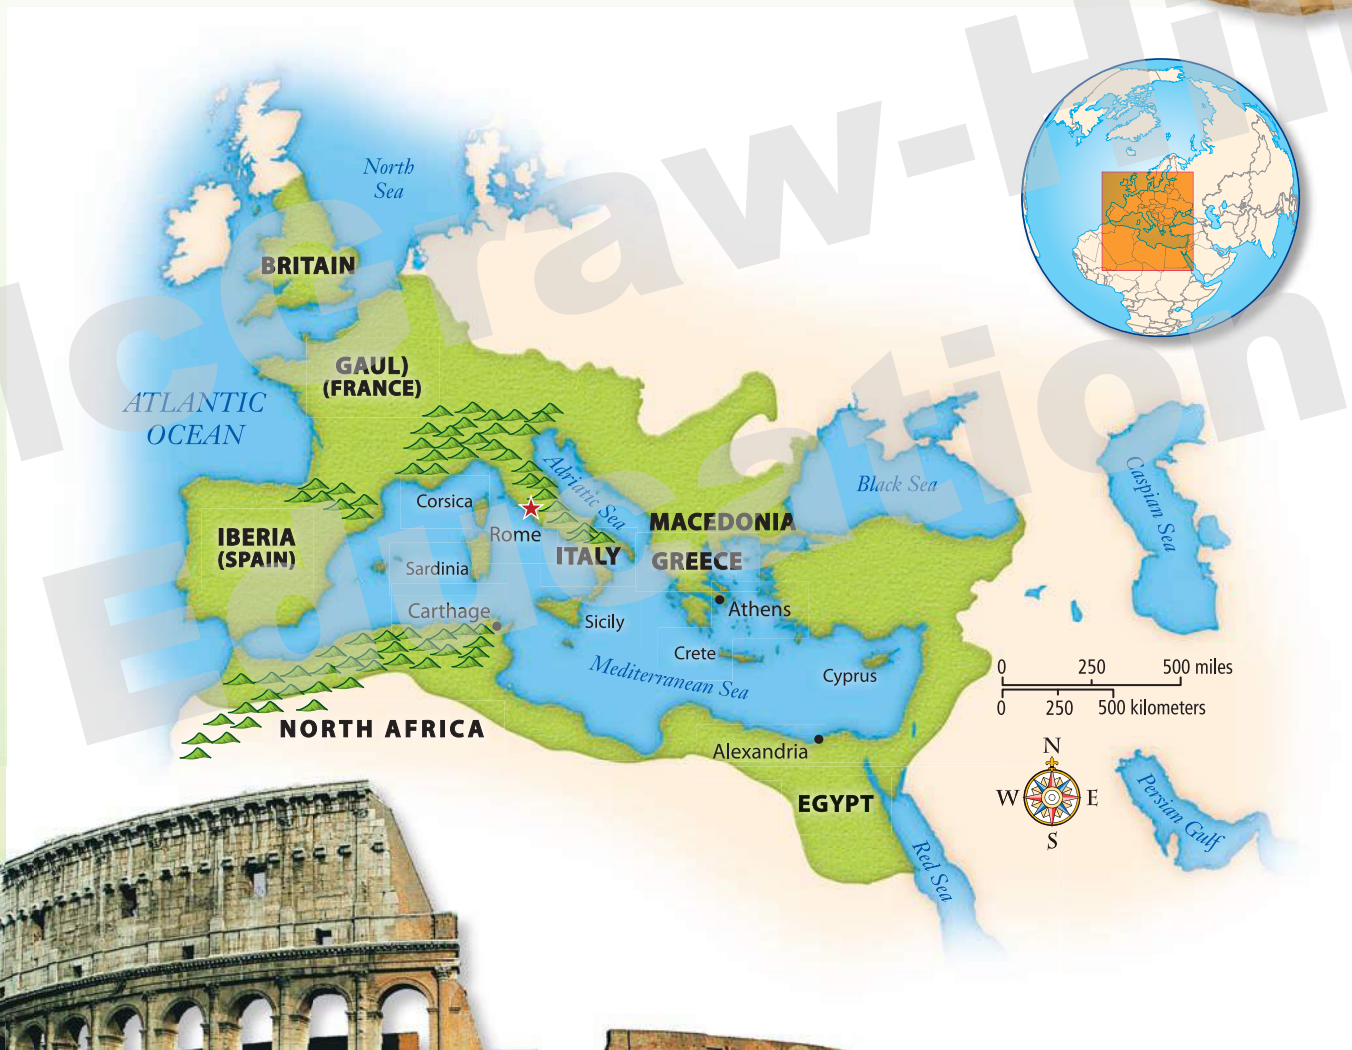 McGraw-Hill
Education
North
Sea
BRITAIN
GAUL)
(FRANCE)
ATLANTIC
OCEAN
Adriatic Sea
Black Sea
Caspian Sea
Corsica
Rome
IBERIA
(SPAIN)
MACEDONIA
ITALY
GREECE
Sardinia
Carthage
Athens
Sicily
Crete
Mediterranean Sea
Cyprus
0 250 500 miles
0 250 500 kilometers
NORTH AFRICA
Alexandria
EGYPT
N
W E
S
Persian Gulf
Red Sea